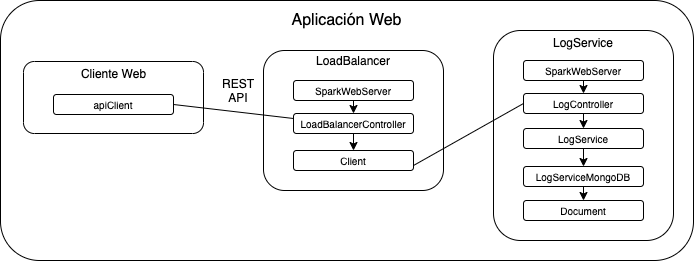 Aplicación Web
Cliente Web
apiClient
REST
API
LoadBalancer
SparkWebServer
LoadBalancerController
Client
LogService
SparkWebServer
LogController
LogService
LogServiceMongoDB
Document